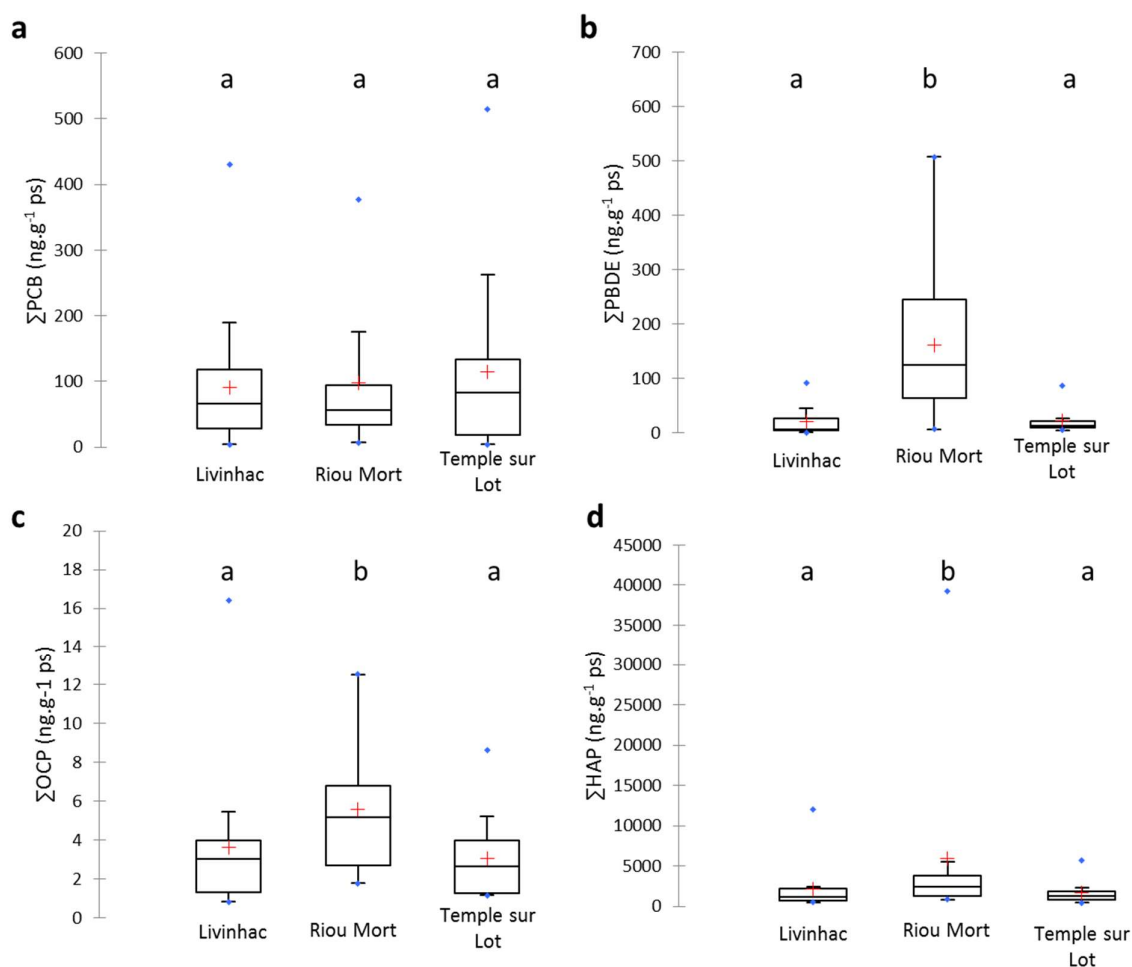 a
600
500
400
300
200
100
0
∑PCB (ng.g-1 ps)
a a a
Livinhac Riou Mort Temple sur
Lot
b
700
600
500
400
300
200
100
0
∑PBDE (ng.g-1 ps)
a b a
Livinhac Riou Mort Temple sur
Lot
c
20
18
16
14
12
10
8
6
4
2
0
∑OCP (ng.g-1 ps)
a b a
Livinhac Riou Mort Temple sur
Lot
d
45000
40000
35000
30000
25000
20000
15000
10000
5000
0
∑HAP (ng.g-1 ps)
a b a
Livinhac Riou Mort Temple sur
Lot